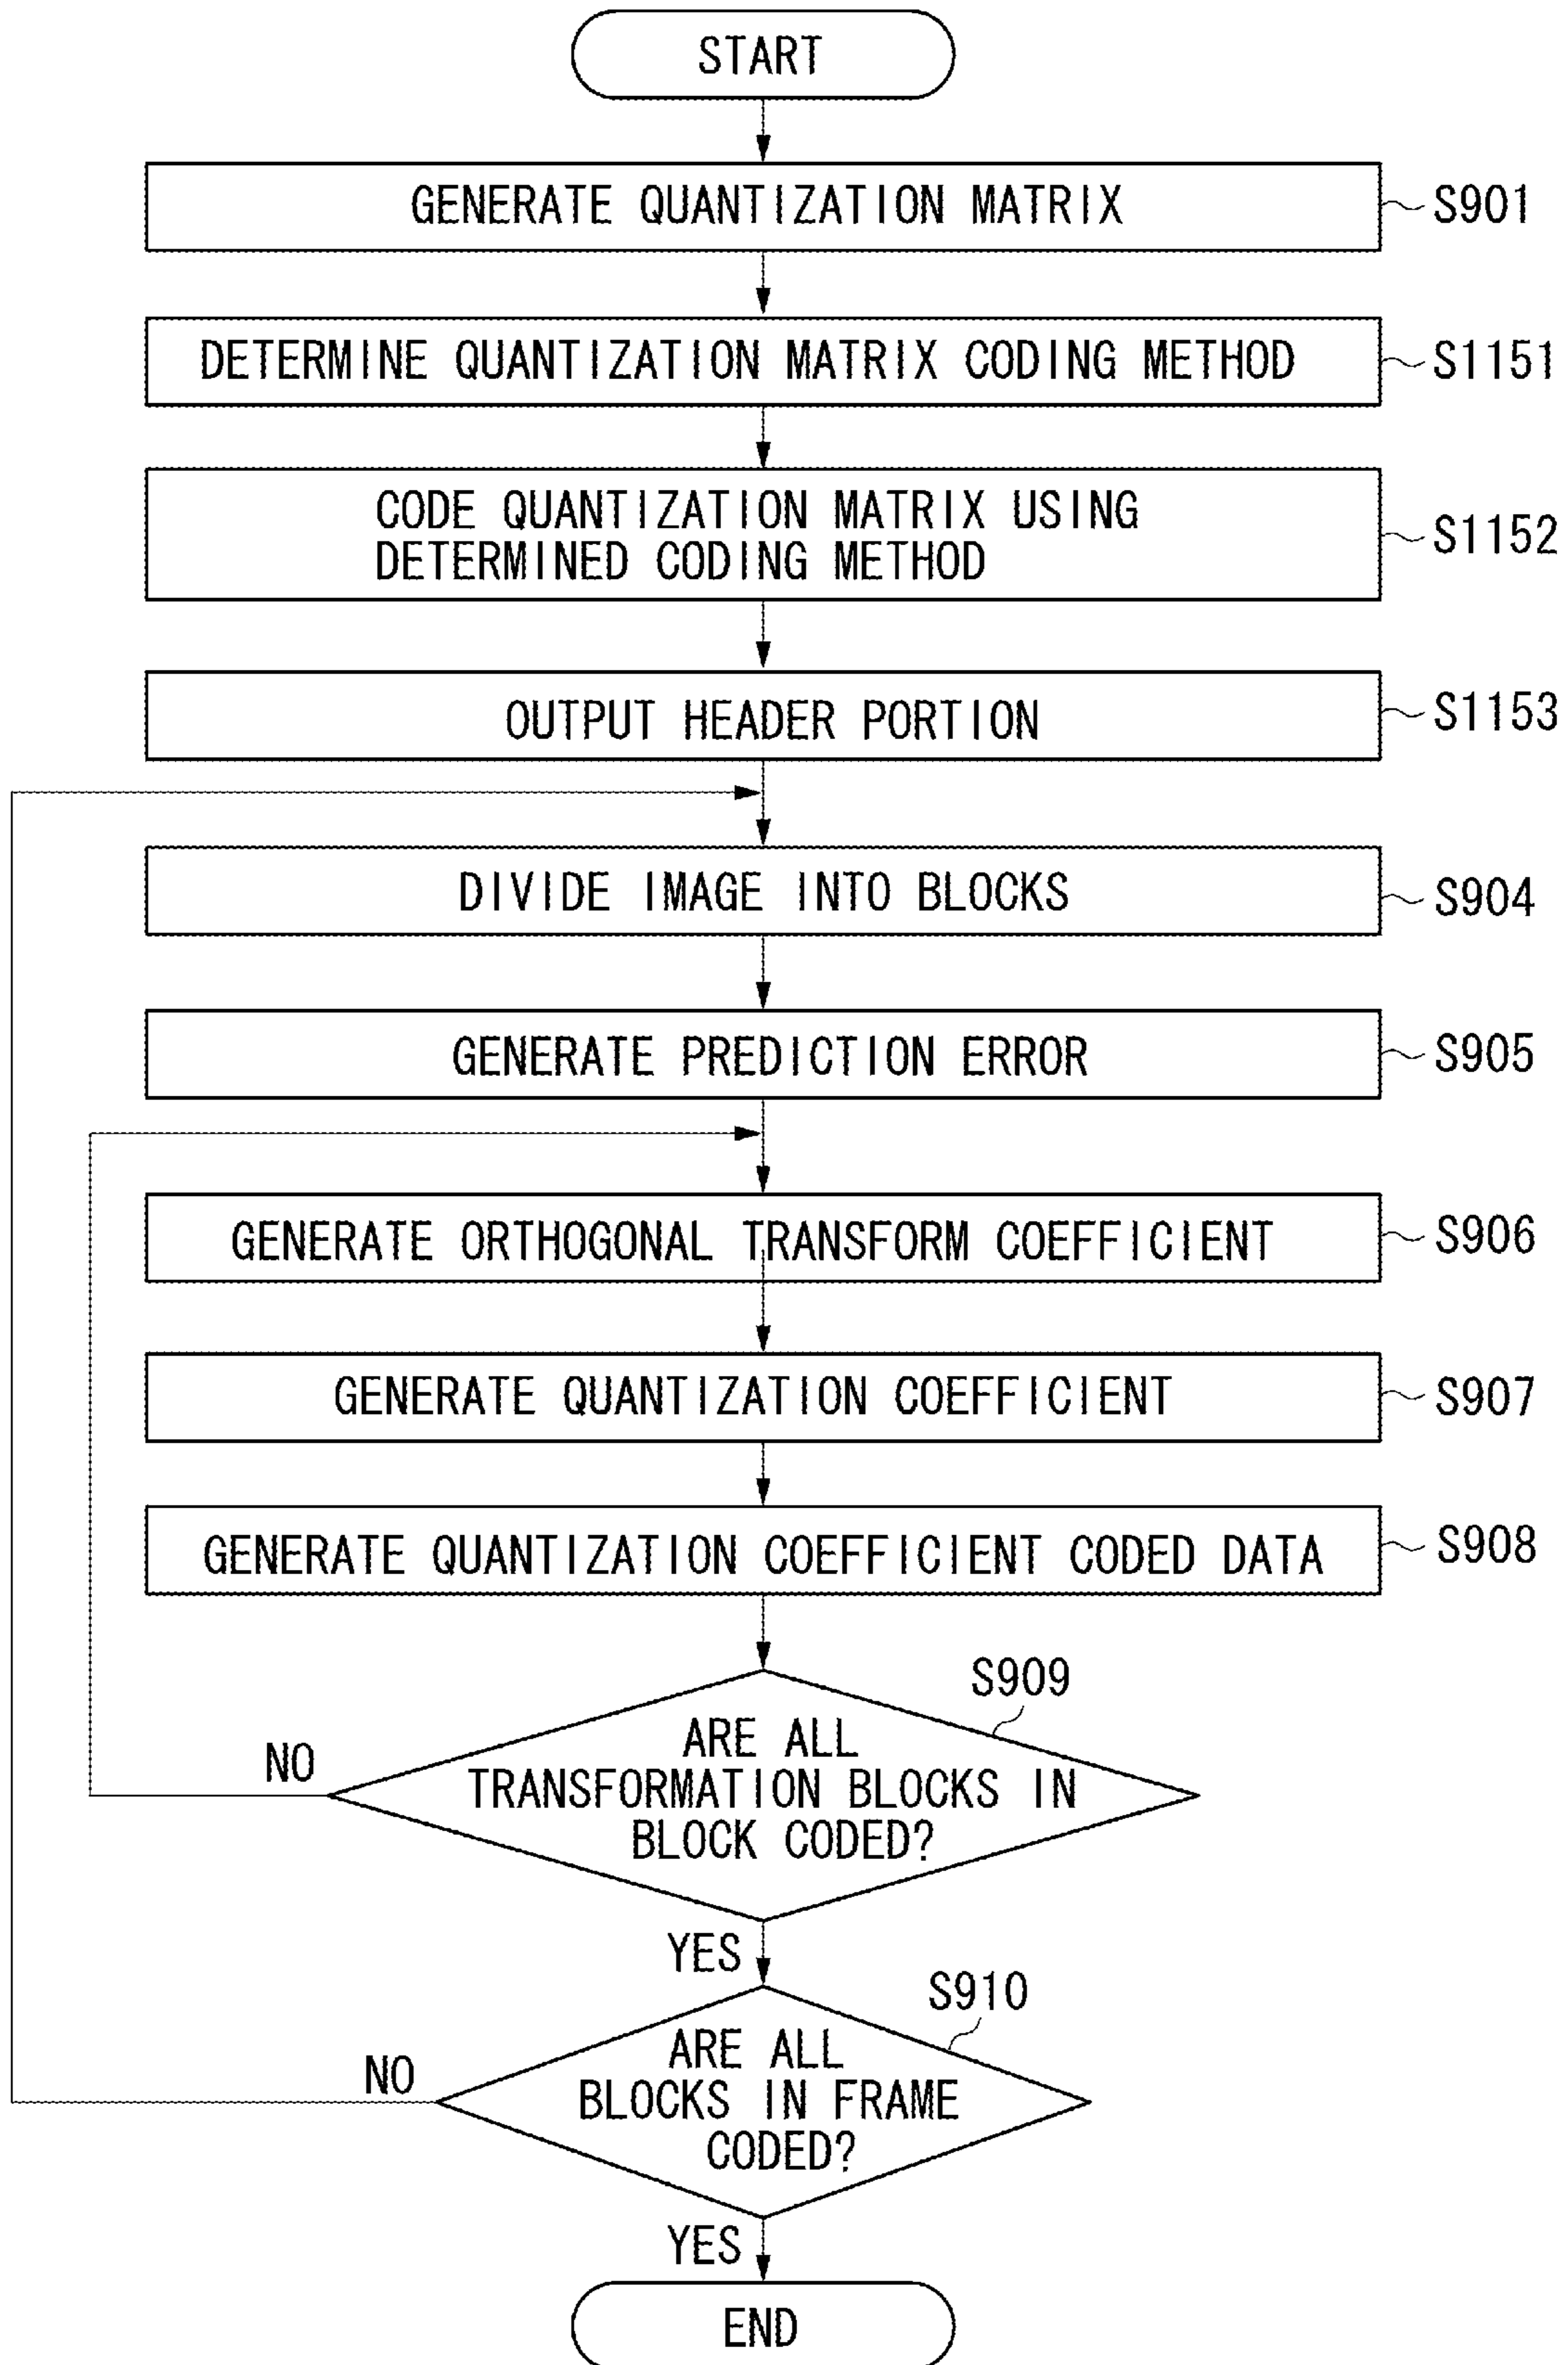 START
GENERATE QUANTIZATION MATRIX
S901
DETERMINE QUANTIZATION MATRIX CODING METHOD
S1151
CODE QUANTIZATION MATRIX USING
DETERMINED CODING METHOD
S1152
OUTPUT HEADER PORTION
S1153
DIVIDE IMAGE INTO BLOCKS
S904
GENERATE PREDICTION ERROR
S905
GENERATE ORTHOGONAL TRANSFORM COEFFICIENT
S906
GENERATE QUANTIZATION COEFFICIENT
S907
GENERATE QUANTIZATION COEFFICIENT CODED DATA
S908
S909
ARE ALL
TRANSFORMATION BLOCKS IN
BLOCK CODED?
NO
YES
S910
ARE ALL
BLOCKS IN FRAME
CODED?
NO
YES
END